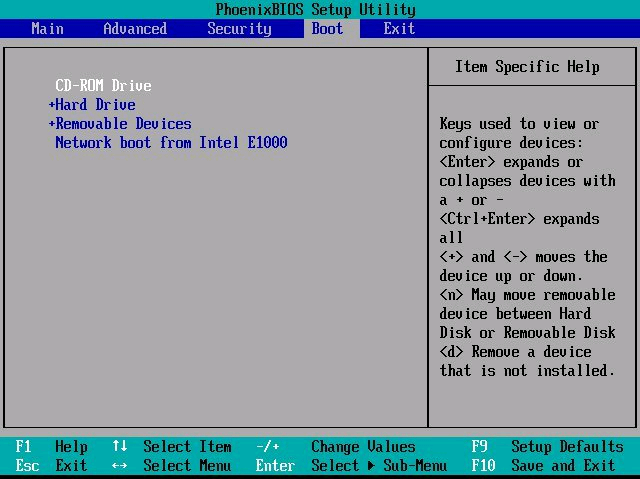 PhoenixBIOS Setup Utility
Main Advanced Security Boot Exit
CD-ROM Drive
+Hard Drive
+Removable Devices
Network boot from Intel E1000
Item Specific Help
Keys used to view or
configure devices:
<Enter> expands or
collapses devices with
a + or -
<Ctrl+Enter> expands
all
<+> and <-> moves the
device up or down.
<n> May move removable
device between Hard
Disk or Removable Disk
<d> Remove a device
that is not installed.
F1 Help ↑↓ Select Item -/+ Change Values F9 Setup Defaults
Esc Exit ↔ Select Menu Enter Select ▶ Sub-Menu F10 Save and Exit